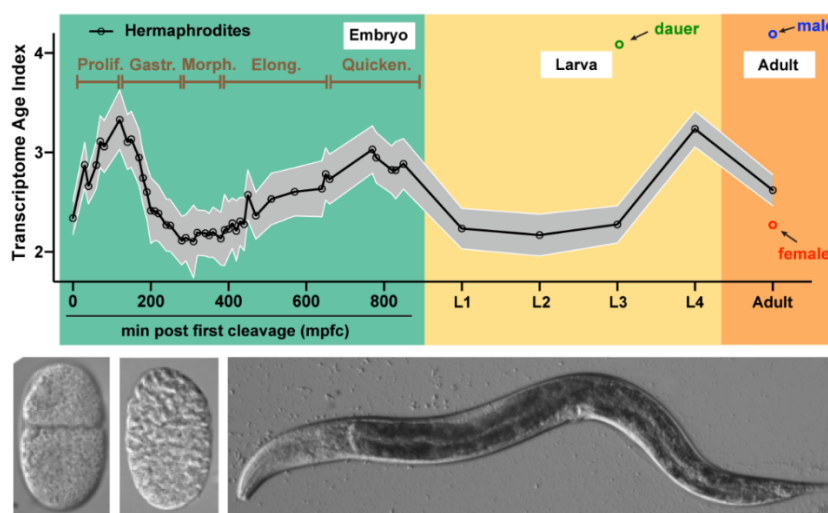 Transcriptome Age Index
4
3
2
Hermaphrodites
Embryo
Prolif. Gastr. Morph. Elong. Quicken.
dauer
Larva
male
Adult
female
0 200 400 600 800 L1 L2 L3 L4 Adult
min post first cleavage (mpfc)